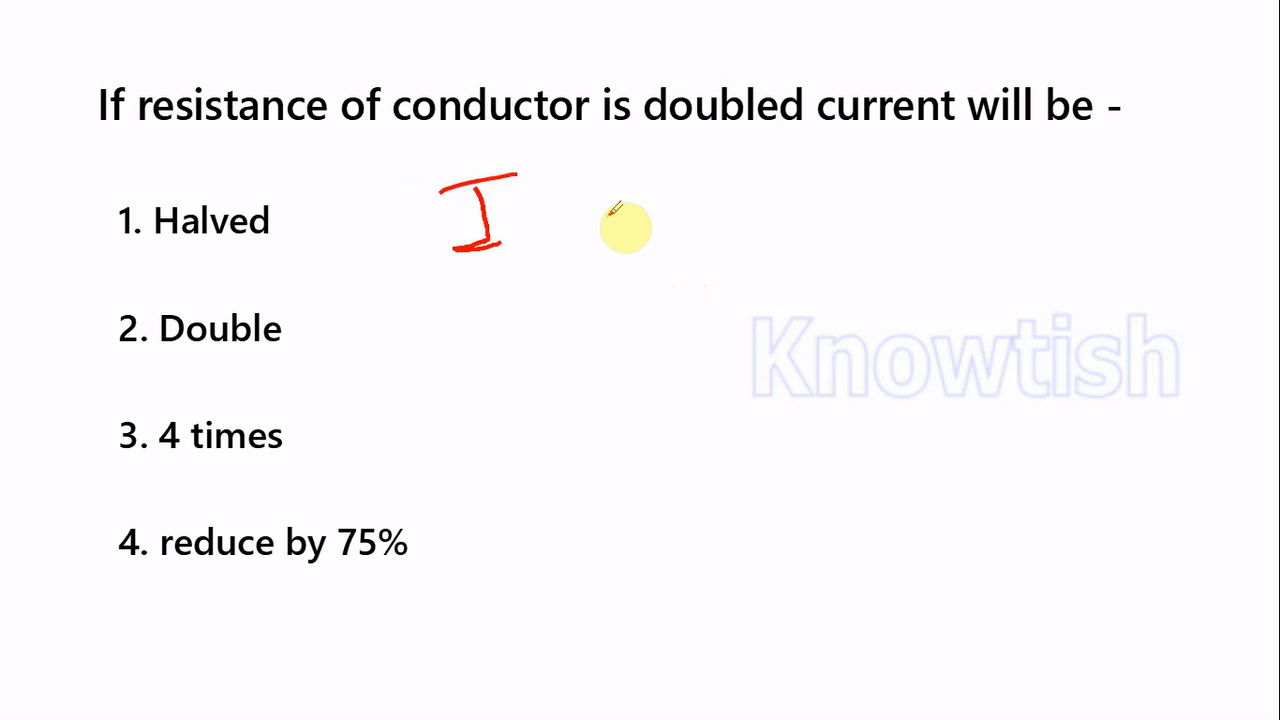 If resistance of conductor is doubled current will be -
1. Halved
I
2. Double
Knowtish
3. 4 times
4. reduce by 75%